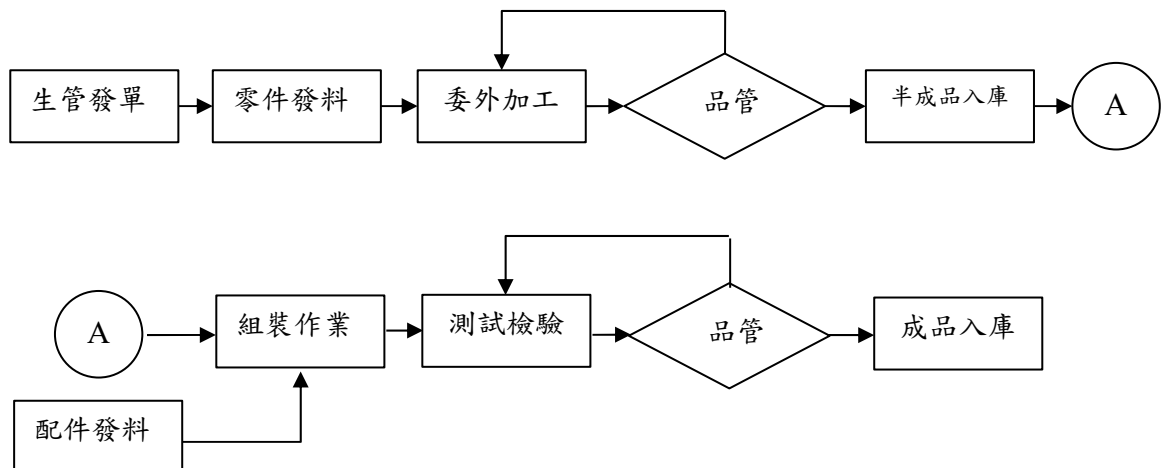 生管發單
零件發料
委外加工
品管
半成品入庫
A
A
組裝作業
測試檢驗
品管
成品入庫
配件發料